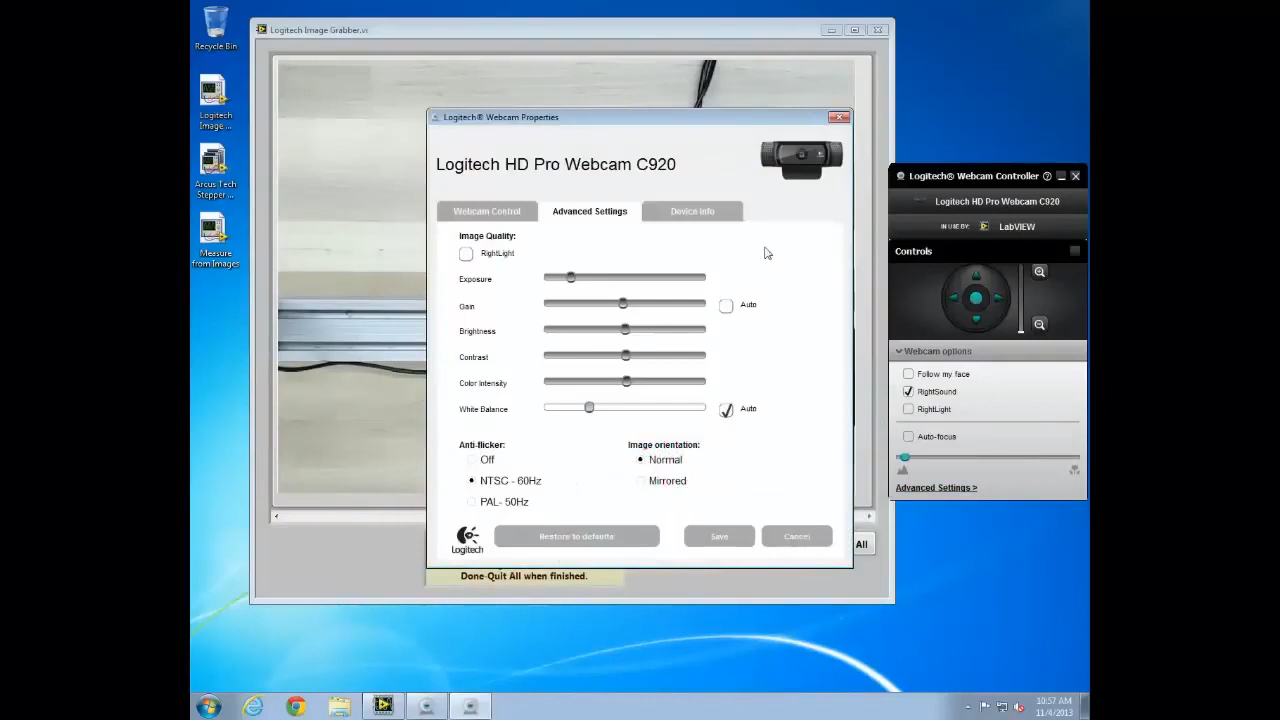 Recycle Bin
Logitech
Image ...
Arcus Tech
Stepper ...
Measure
from Images
Logitech Image Grabber.vi
Logitech® Webcam Properties
Logitech HD Pro Webcam C920
Webcam Control
Advanced Settings
Device Info
Image Quality:
RightLight
Exposure
Gain
Auto
Brightness
Contrast
Color Intensity
White Balance
Auto
Anti-flicker:
Image orientation:
Off
Normal
NTSC - 60Hz
Mirrored
PAL- 50Hz
Logitech
Restore to defaults
Save
Cancel
All
Done-Quit All when finished.
Logitech® Webcam Controller
Logitech HD Pro Webcam C920
IN USE BY: LabVIEW
Controls
Webcam options
Follow my face
RightSound
RightLight
Auto-focus
Advanced Settings >
10:57 AM
11/4/2013